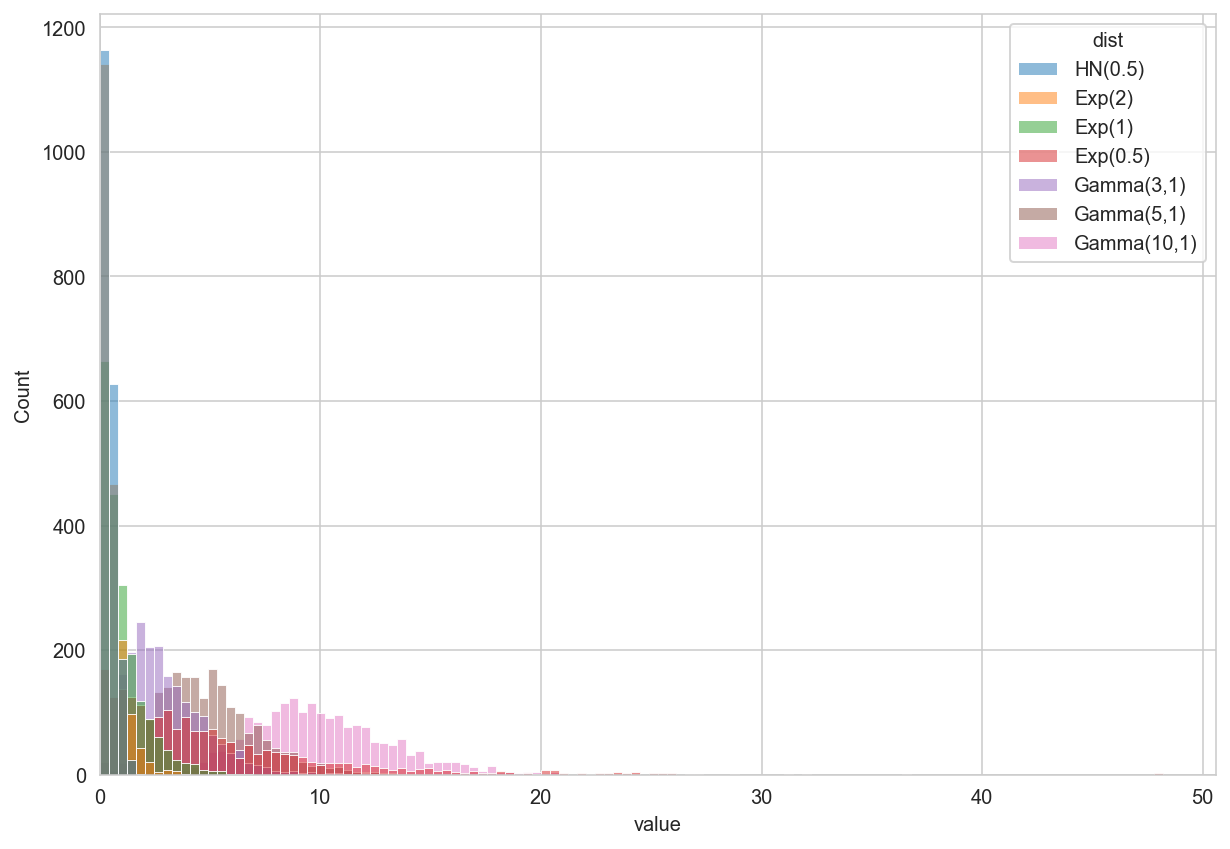 1200
1000
800
600
400
200
0
Count
0 10 20 30 40 50
value
dist
HN(0.5)
Exp(2)
Exp(1)
Exp(0.5)
Gamma(3,1)
Gamma(5,1)
Gamma(10,1)